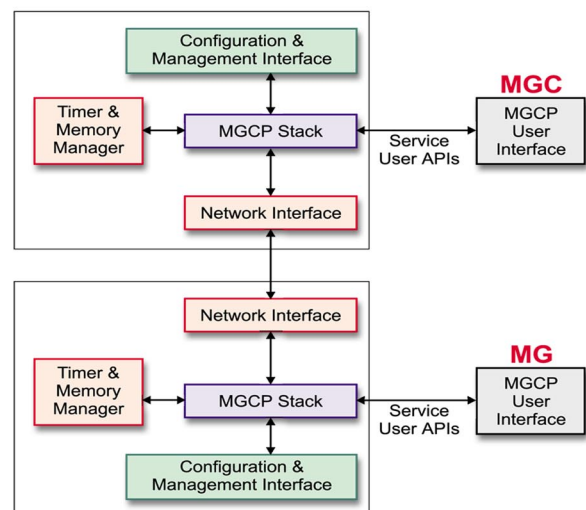 Configuration &
Management Interface
MGC
Timer &
Memory
Manager
MGCP Stack
Service
User APIs
MGCP
User
Interface
Network Interface
Network Interface
MG
Timer &
Memory
Manager
MGCP Stack
Service
User APIs
MGCP
User
Interface
Configuration &
Management Interface